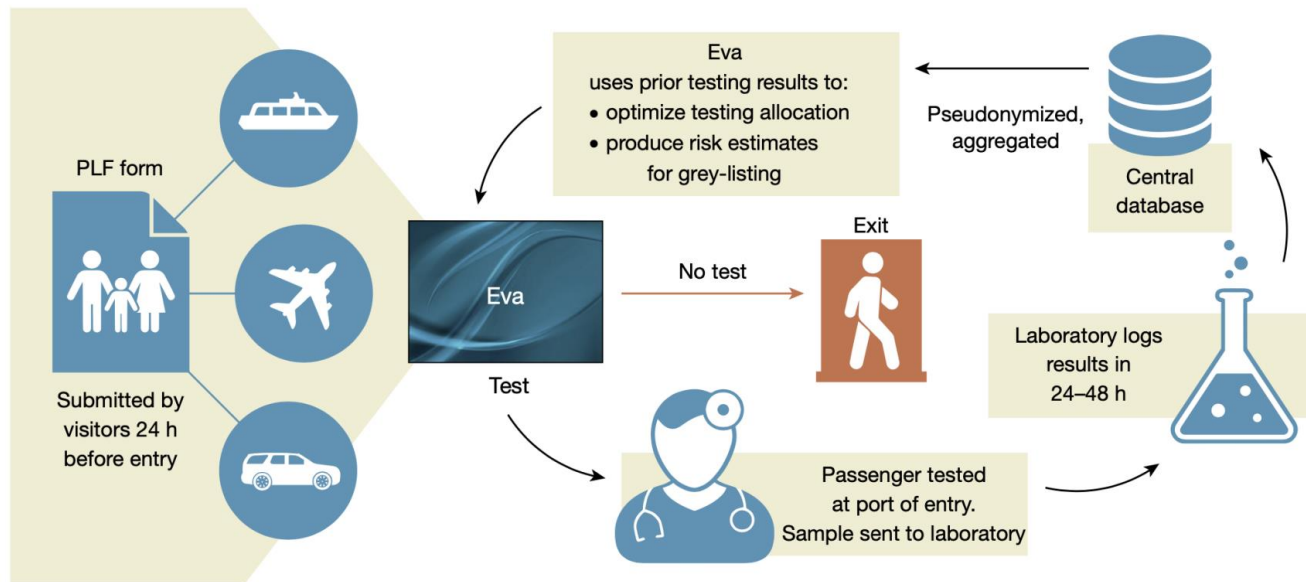 PLF form
Submitted by
visitors 24 h
before entry
Eva
uses prior testing results to:
• optimize testing allocation
• produce risk estimates
for grey-listing
Eva
No test
Exit
Test
Passenger tested
at port of entry.
Sample sent to laboratory
Laboratory logs
results in
24–48 h
Central
database
Pseudonymized,
aggregated